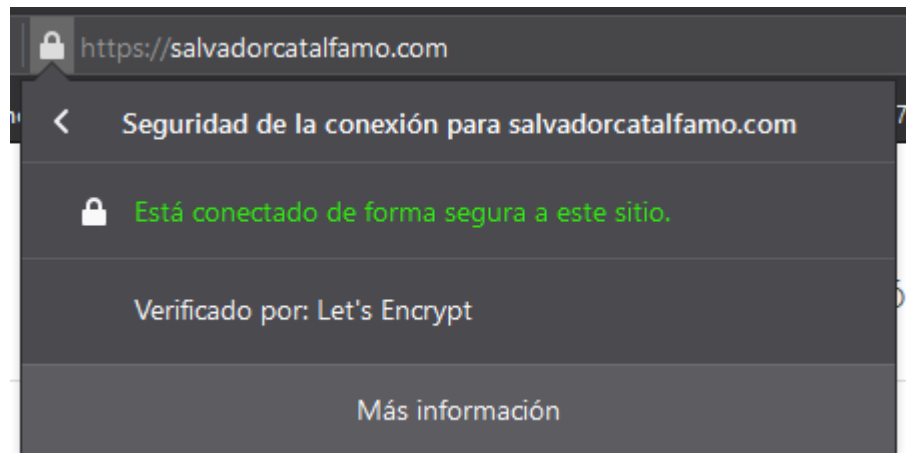 https://salvadorcatalfamo.com
Seguridad de la conexión para salvadorcatalfamo.com
Está conectado de forma segura a este sitio.
Verificado por: Let's Encrypt
Más información